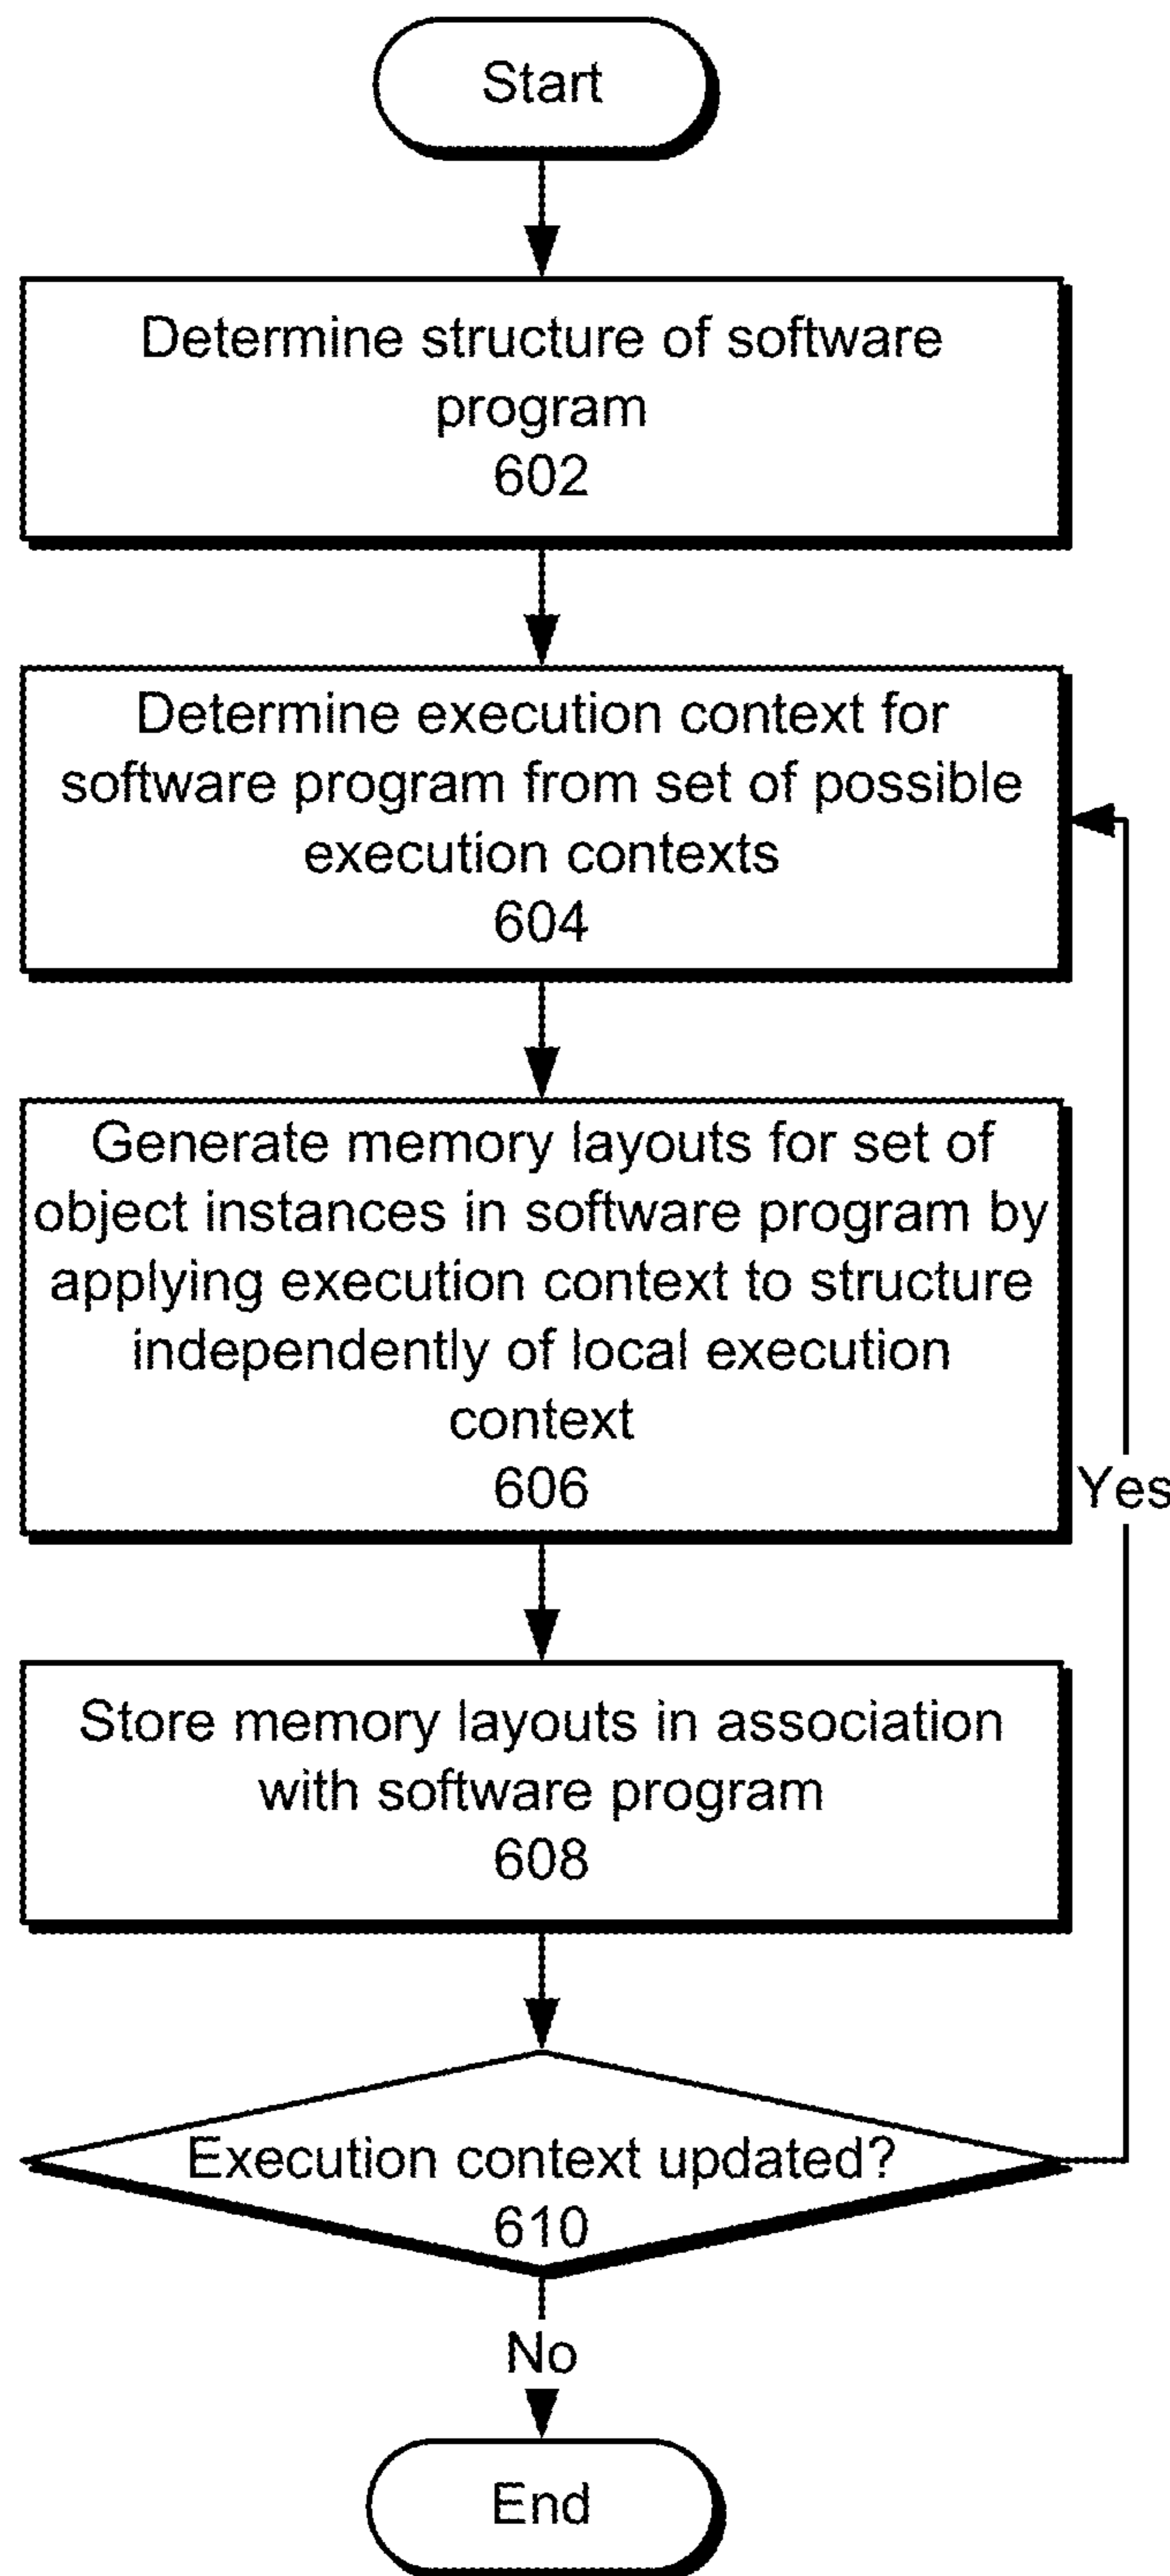 Start
Determine structure of software
program
602
Determine execution context for
software program from set of possible
execution contexts
604
Generate memory layouts for set of
object instances in software program by
applying execution context to structure
independently of local execution
context
606
Yes
Store memory layouts in association
with software program
608
Execution context updated?
610
No
End